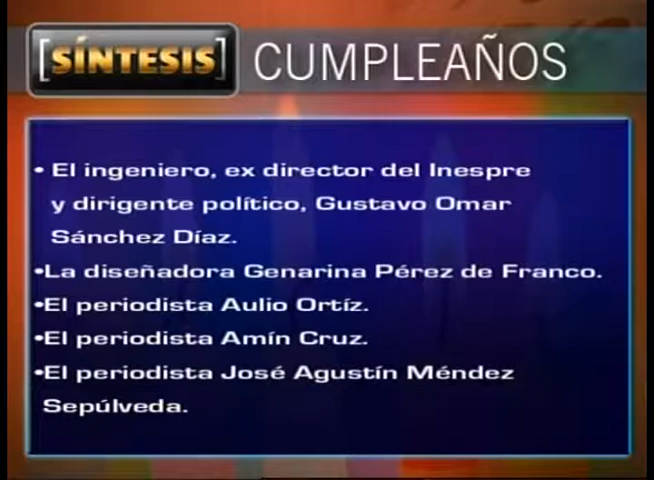 [SÍNTESIS] CUMPLEAÑOS
• El ingeniero, ex director del Inespre
y dirigente político, Gustavo Omar
Sánchez Díaz.
•La diseñadora Genarina Pérez de Franco.
•El periodista Aulio Ortíz.
•El periodista Amín Cruz.
•El periodista José Agustín Méndez
Sepúlveda.